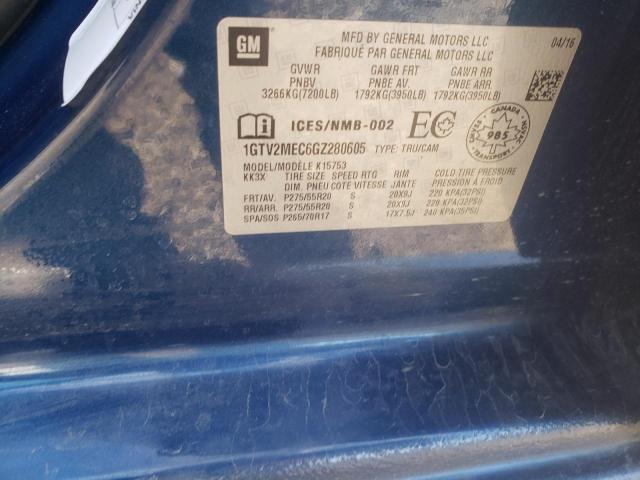 VIN
GM
MFD BY GENERAL MOTORS LLC
FABRIQUÉ PAR GENERAL MOTORS LLC
04/16
GVWR GAWR FRT GAWR RR
PNBV PNBE AV. PNBE ARR
3266KG(7200LB) 1792KG(3950LB) 1792KG(3950LB)
ICES/NMB-002 EC
CANADA
985
TRANSPORT
1GTV2MEC6GZ280605 TYPE: TRU/CAM
MODEL/MODÈLE K15753
KK3X TIRE SIZE SPEED RTG RIM COLD TIRE PRESSURE
DIM. PNEU COTE VITESSE JANTE PRESSION À FROID
FRT/AV. P275/55R20 S 20X9J 220 KPA(32PSI)
RR/ARR. P275/55R20 S 20X9J 220 KPA(32PSI)
SPA/SOS P265/70R17 S 17X7.5J 240 KPA(35PSI)